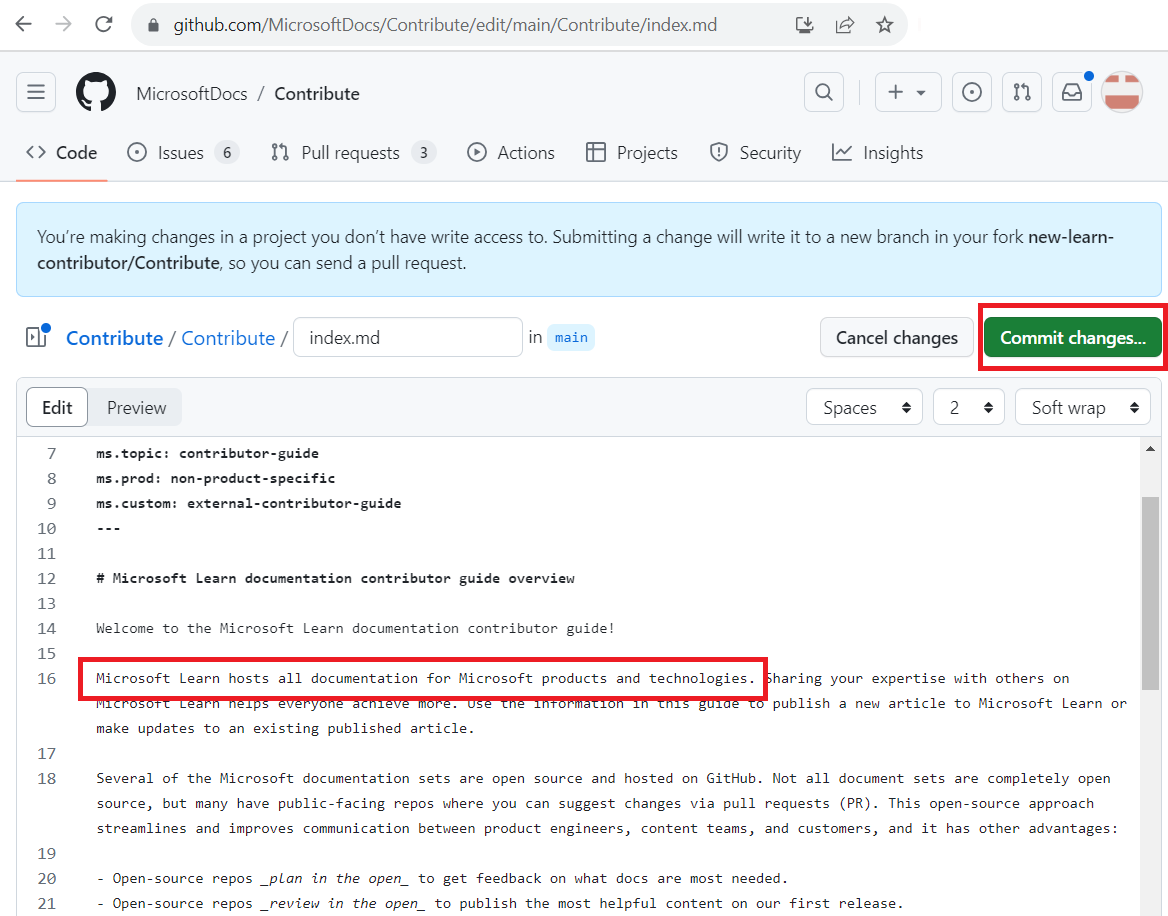 github.com/MicrosoftDocs/Contribute/edit/main/Contribute/index.md
MicrosoftDocs / Contribute
Code Issues 6 Pull requests 3 Actions Projects Security Insights
You're making changes in a project you don't have write access to. Submitting a change will write it to a new branch in your fork new-learn-
contributor/Contribute, so you can send a pull request.
Contribute / Contribute / index.md in main Cancel changes Commit changes...
Edit Preview Spaces 2 Soft wrap
7 ms.topic: contributor-guide
8 ms.prod: non-product-specific
9 ms.custom: external-contributor-guide
10 ---
11
12 # Microsoft Learn documentation contributor guide overview
13
14 Welcome to the Microsoft Learn documentation contributor guide!
15
16 Microsoft Learn hosts all documentation for Microsoft products and technologies. Sharing your expertise with others on
Microsoft Learn helps everyone achieve more. Use the information in this guide to publish a new article to Microsoft Learn or
make updates to an existing published article.
17
18 Several of the Microsoft documentation sets are open source and hosted on GitHub. Not all document sets are completely open
source, but many have public-facing repos where you can suggest changes via pull requests (PR). This open-source approach
streamlines and improves communication between product engineers, content teams, and customers, and it has other advantages:
19
20 - Open-source repos _plan in the open_ to get feedback on what docs are most needed.
21 - Open-source repos _review in the open_ to publish the most helpful content on our first release.